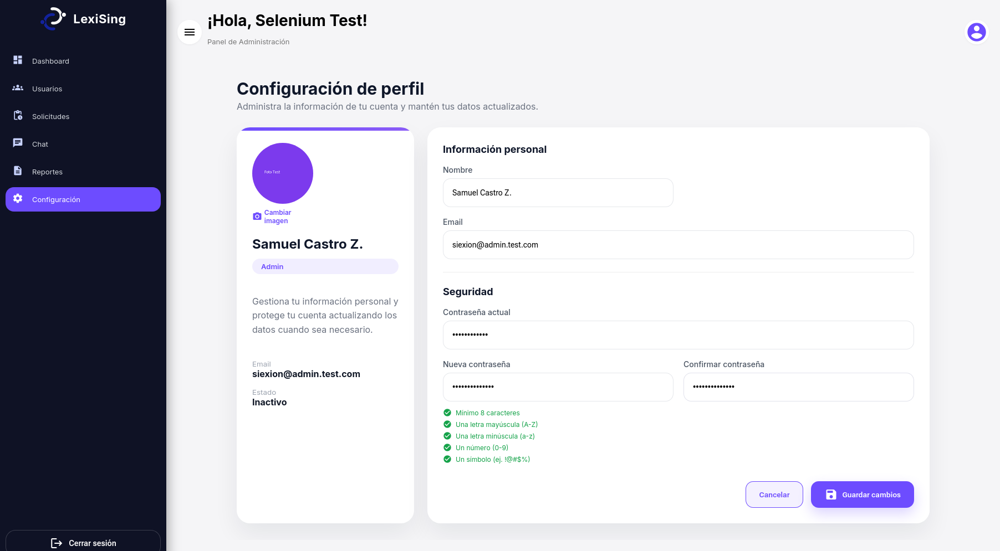 LexiSing
Dashboard
Usuarios
Solicitudes
Chat
Reportes
Configuración
Cerrar sesión
¡Hola, Selenium Test!
Panel de Administración
Configuración de perfil
Administra la información de tu cuenta y mantén tus datos actualizados.
Foto Test
Cambiar
imagen
Samuel Castro Z.
Admin
Gestiona tu información personal y
protege tu cuenta actualizando los
datos cuando sea necesario.
Email
siexion@admin.test.com
Estado
Inactivo
Información personal
Nombre
Samuel Castro Z.
Email
siexion@admin.test.com
Seguridad
Contraseña actual
••••••••••••
Nueva contraseña
••••••••••••••
Confirmar contraseña
••••••••••••••
Mínimo 8 caracteres
Una letra mayúscula (A-Z)
Una letra minúscula (a-z)
Un número (0-9)
Un símbolo (ej. !@#$%)
Cancelar
Guardar cambios